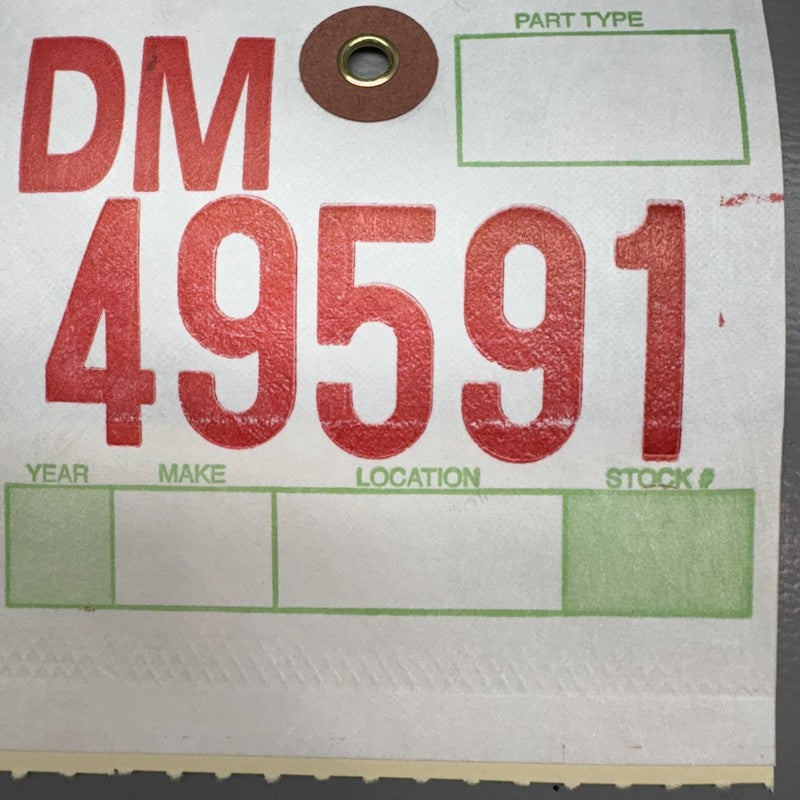 PART TYPE
DM
49591
YEAR MAKE LOCATION STOCK #